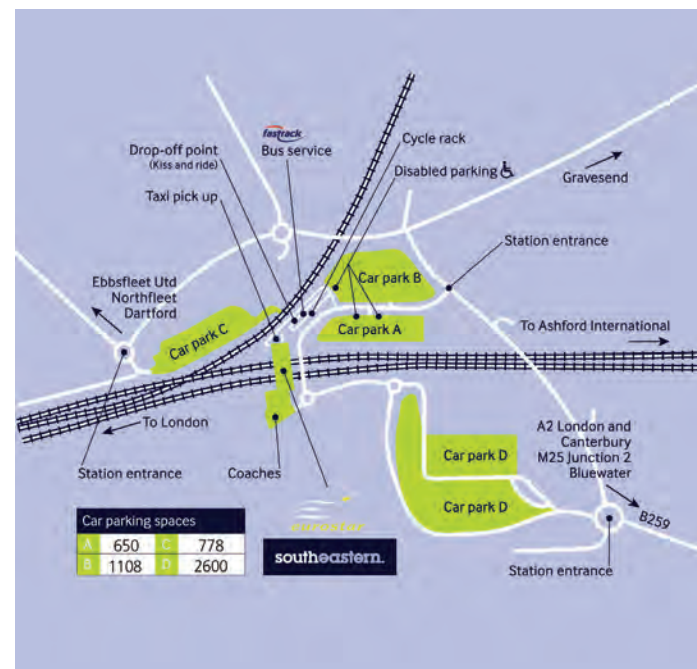 fastrack
Bus service
Drop-off point
(Kiss and ride)
Taxi pick up
Cycle rack
Disabled parking
Gravesend
Station entrance
Car park B
Ebbsfleet Utd
Northfleet
Dartford
Car park C
Car park A
To Ashford International
To London
Station entrance
Coaches
Car park D
Car park D
A2 London and
Canterbury
M25 Junction 2
Bluewater
B259
Station entrance
eurostar
southeastern.
Car parking spaces
A 650 C 778
B 1108 D 2600